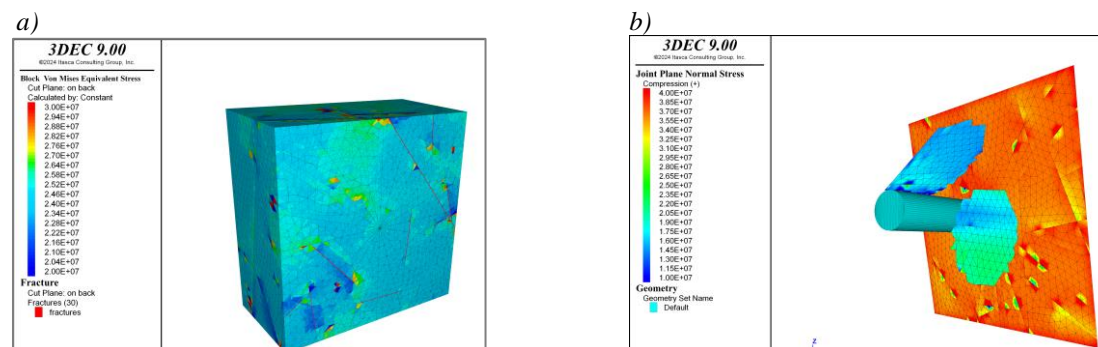 a)
3DEC 9.00
©2024 Itasca Consulting Group, Inc.
Block Von Mises Equivalent Stress
Cut Plane: on back
Calculated by: Constant
3.00E+07
2.94E+07
2.88E+07
2.82E+07
2.76E+07
2.70E+07
2.64E+07
2.58E+07
2.52E+07
2.46E+07
2.40E+07
2.34E+07
2.28E+07
2.22E+07
2.16E+07
2.10E+07
2.04E+07
2.00E+07
Fracture
Cut Plane: on back
Fractures (30)
fractures
b)
3DEC 9.00
©2024 Itasca Consulting Group, Inc.
Joint Plane Normal Stress
Compression (+)
4.00E+07
3.85E+07
3.70E+07
3.55E+07
3.40E+07
3.25E+07
3.10E+07
2.95E+07
2.80E+07
2.65E+07
2.50E+07
2.35E+07
2.20E+07
2.05E+07
1.90E+07
1.75E+07
1.60E+07
1.45E+07
1.30E+07
1.15E+07
1.00E+07
Geometry
Geometry Set Name
Default
z